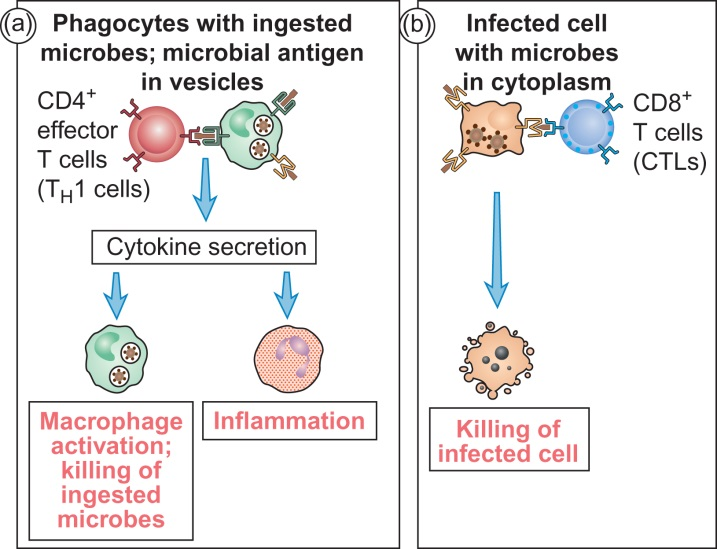 (a) Phagocytes with ingested
microbes; microbial antigen
in vesicles
CD4+
effector
T cells
(TH1 cells)
Cytokine secretion
Macrophage
activation;
killing of
ingested
microbes
Inflammation
(b) Infected cell
with microbes
in cytoplasm
CD8+
T cells
(CTLs)
Killing of
infected cell